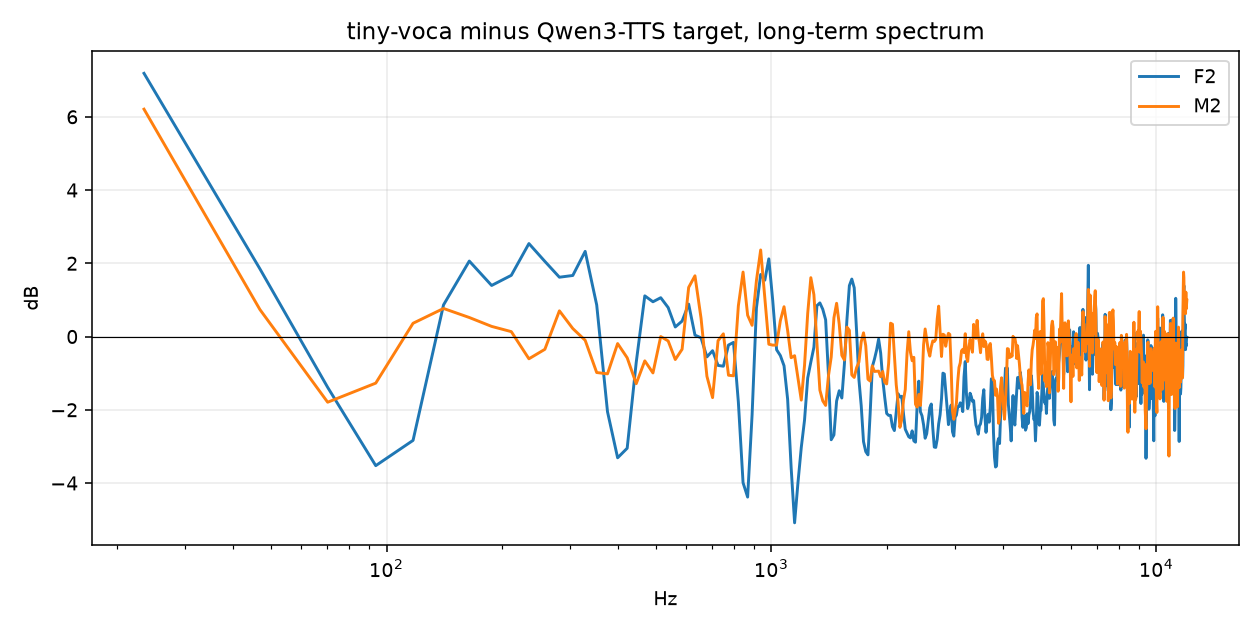 tiny-voca minus Qwen3-TTS target, long-term spectrum
F2
M2
6
4
2
0
−2
−4
dB
10²
10³
10⁴
Hz